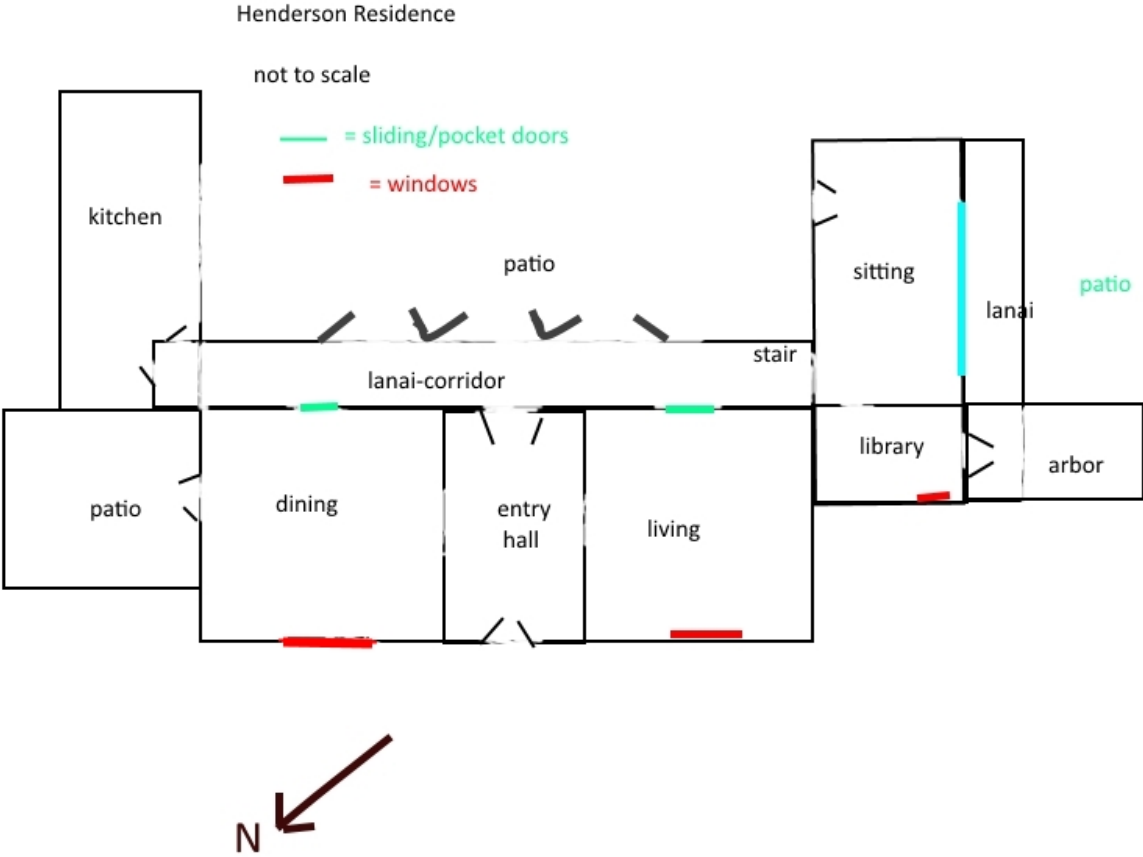 Henderson Residence
not to scale
= sliding/pocket doors
= windows
kitchen
patio
sitting
patio
lanai
stair
lanai-corridor
library
arbor
dining
patio
entry
hall
living
N